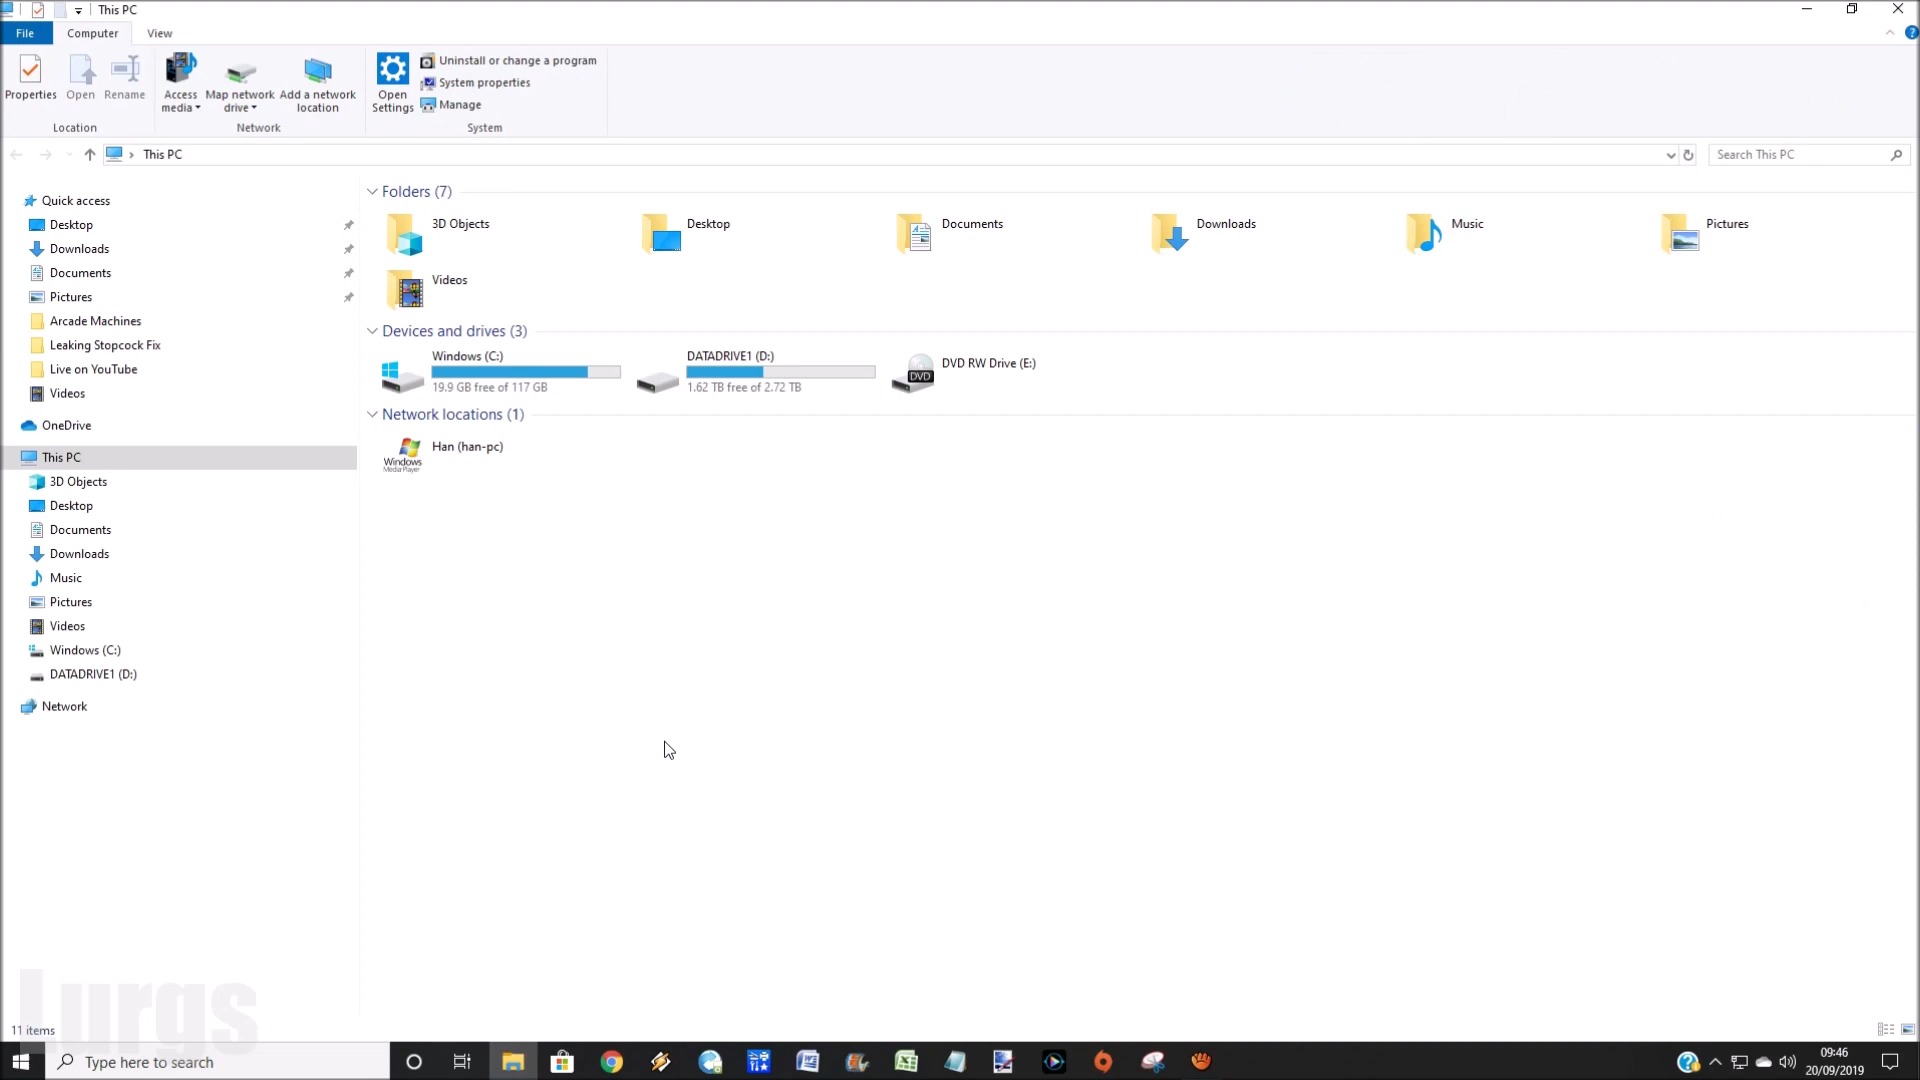 This PC
File Computer View
Properties Open Rename Access media Map network drive Add a network location Open Settings Uninstall or change a program
System properties
Manage
Location Network System
This PC
Search This PC
Quick access
Desktop
Downloads
Documents
Pictures
Arcade Machines
Leaking Stopcock Fix
Live on YouTube
Videos
OneDrive
This PC
3D Objects
Desktop
Documents
Downloads
Music
Pictures
Videos
Windows (C:)
DATADRIVE1 (D:)
Network
Folders (7)
3D Objects Desktop Documents Downloads Music Pictures
Videos
Devices and drives (3)
Windows (C:) DATADRIVE1 (D:) DVD RW Drive (E:)
19.9 GB free of 117 GB 1.62 TB free of 2.72 TB
DVD
Network locations (1)
Han (han-pc)
Windows
Media Player
Lurgs
11 items
Type here to search
09:46
20/09/2019